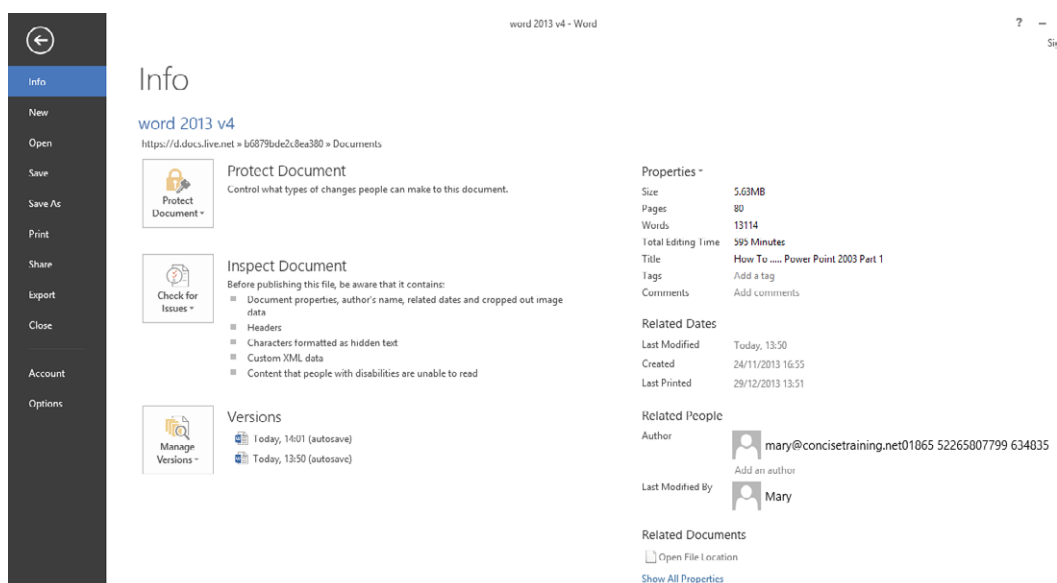 word 2013 v4 - Word
?
Info
Info
New
Open
Save
Save As
Print
Share
Export
Close
Account
Options
word 2013 v4
https://d.docs.live.net » b6879bde2c8ea380 » Documents
Protect Document
Protect Document
Control what types of changes people can make to this document.
Check for Issues
Inspect Document
Before publishing this file, be aware that it contains:
Document properties, author's name, related dates and cropped out image
data
Headers
Characters formatted as hidden text
Custom XML data
Content that people with disabilities are unable to read
Manage Versions
Versions
Today, 14:01 (autosave)
Today, 13:50 (autosave)
Properties
Size 5.63MB
Pages 80
Words 13114
Total Editing Time 595 Minutes
Title How To ..... Power Point 2003 Part 1
Tags Add a tag
Comments Add comments
Related Dates
Last Modified Today, 13:50
Created 24/11/2013 16:55
Last Printed 29/12/2013 13:51
Related People
Author mary@concisetraining.net01865 52265807799 634835
Add an author
Last Modified By Mary
Related Documents
Open File Location
Show All Properties